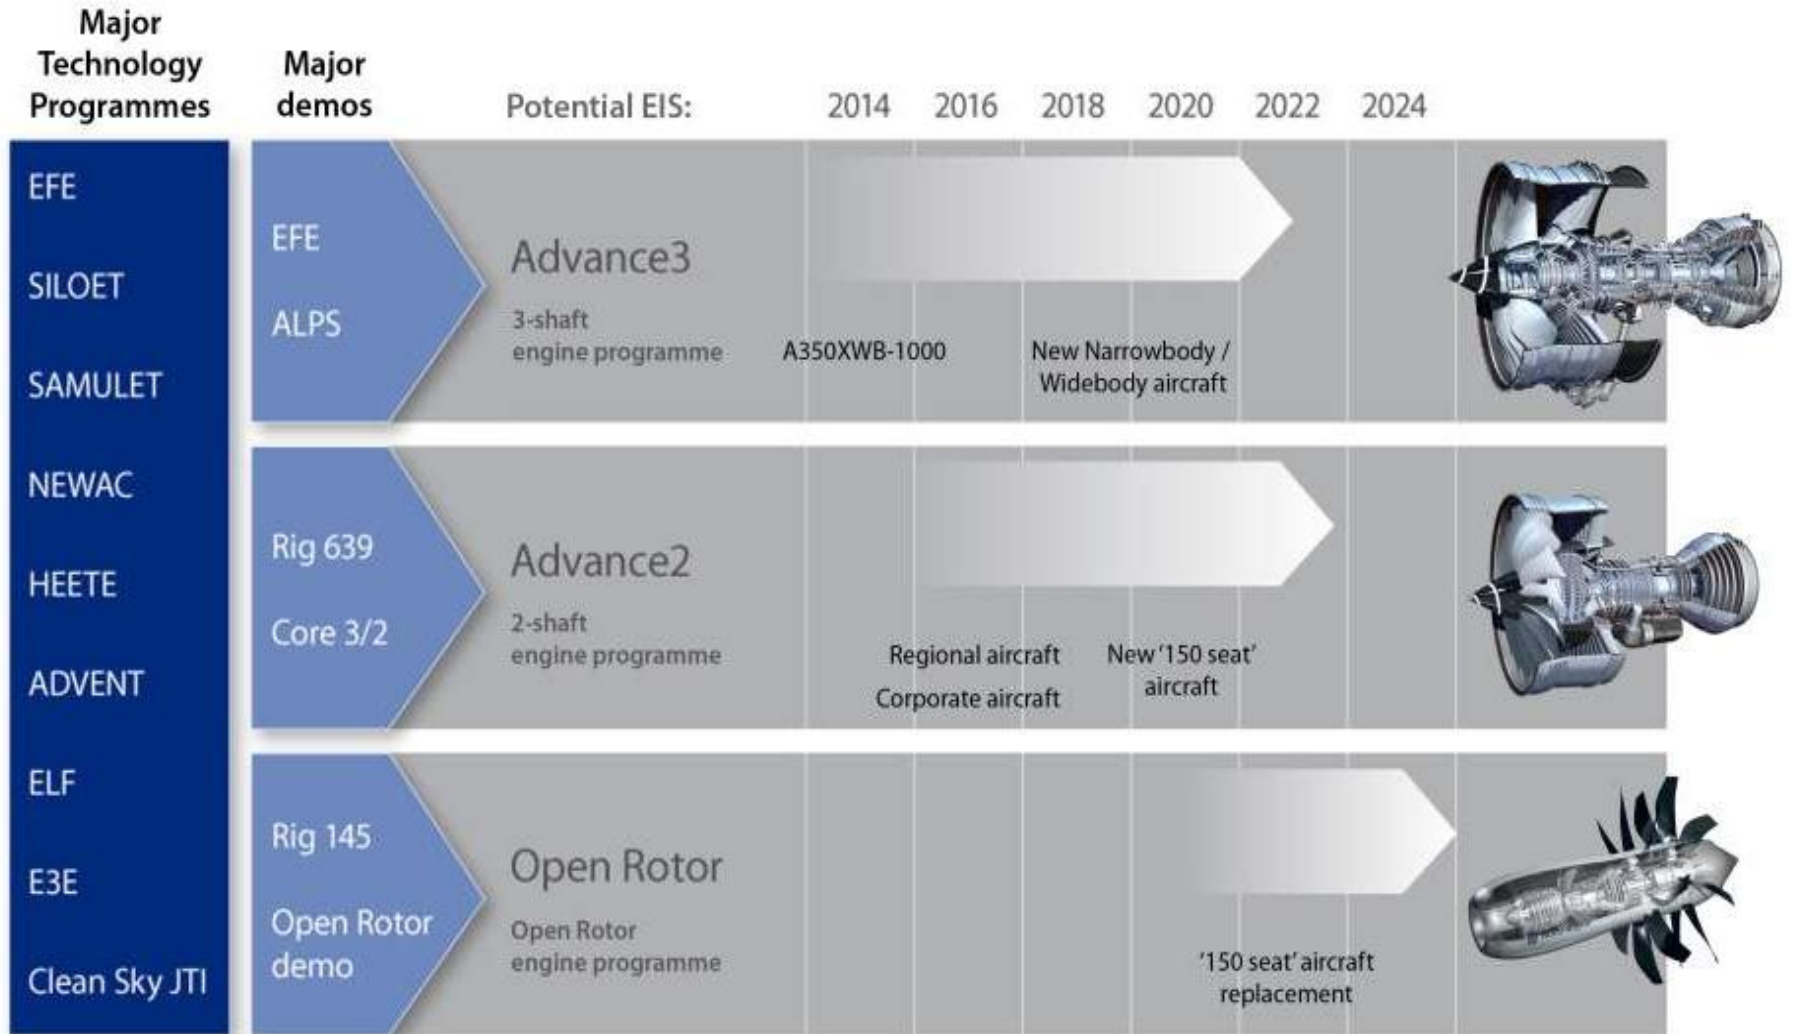 Major
Technology
Programmes
Major
demos
Potential EIS:
2014
2016
2018
2020
2022
2024
EFE
SILOET
SAMULET
NEWAC
HEETE
ADVENT
ELF
E3E
Clean Sky JTI
EFE
ALPS
Advance3
3-shaft
engine programme
A350XWB-1000
New Narrowbody /
Widebody aircraft
Rig 639
Core 3/2
Advance2
2-shaft
engine programme
Regional aircraft
Corporate aircraft
New '150 seat'
aircraft
Rig 145
Open Rotor
demo
Open Rotor
Open Rotor
engine programme
'150 seat' aircraft
replacement